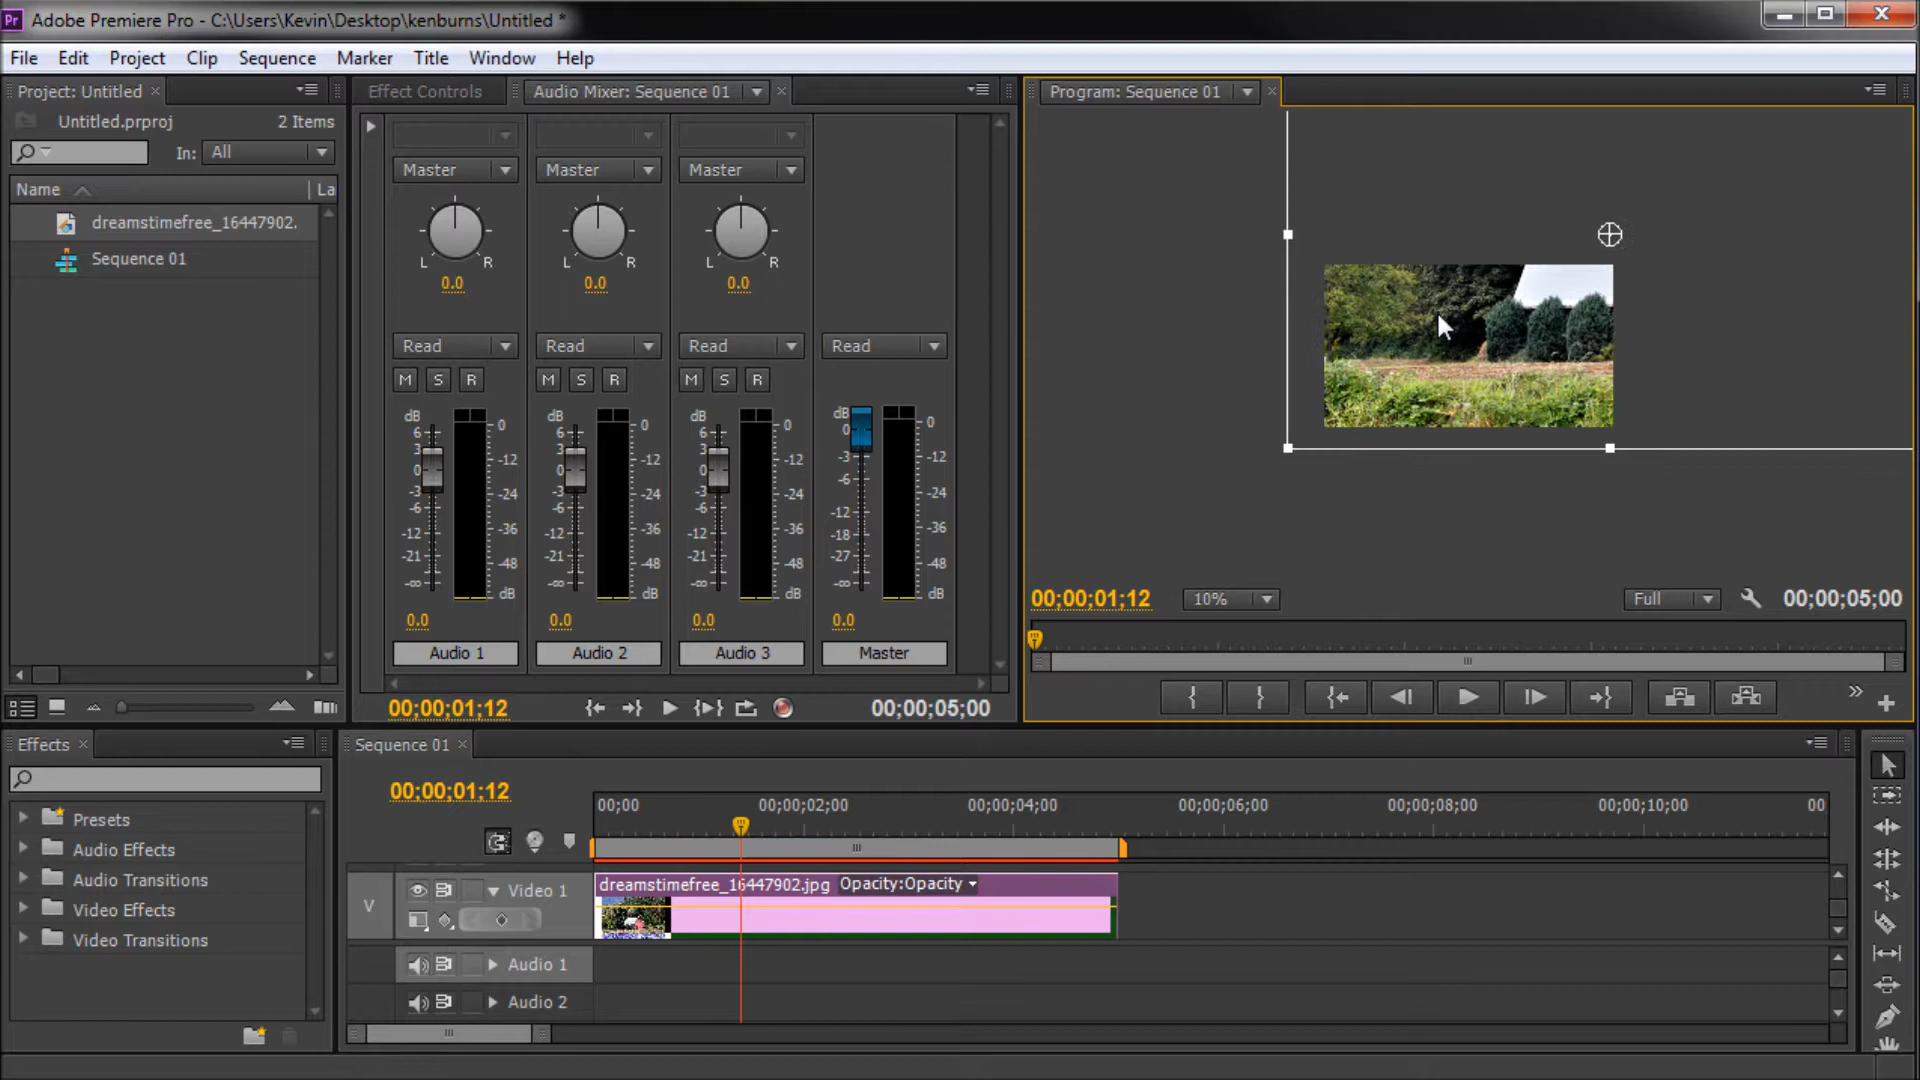 Pr Adobe Premiere Pro - C:\Users\Kevin\Desktop\kenburns\Untitled *
File Edit Project Clip Sequence Marker Title Window Help
Project: Untitled
Untitled.prproj 2 Items
In: All
Name La
dreamstimefree_16447902.
Sequence 01
Effect Controls Audio Mixer: Sequence 01
Master Master Master
L R L R L R
0.0 0.0 0.0
Read Read Read Read
M S R M S R M S R
dB 6 3 0 -3 -6 -12 -21 -∞ 0 -12 -24 -36 -48 dB
dB 6 3 0 -3 -6 -12 -21 -∞ 0 -12 -24 -36 -48 dB
dB 6 3 0 -3 -6 -12 -21 -∞ 0 -12 -24 -36 -48 dB
dB 0 -3 -6 -12 -18 -27 -∞ 0 -12 -24 -36 -48 dB
0.0 0.0 0.0 0.0
Audio 1 Audio 2 Audio 3 Master
00;00;01;12 00;00;05;00
Program: Sequence 01
00;00;01;12 10% Full 00;00;05;00
Effects
Presets
Audio Effects
Audio Transitions
Video Effects
Video Transitions
Sequence 01
00;00;01;12
00;00 00;00;02;00 00;00;04;00 00;00;06;00 00;00;08;00 00;00;10;00 00
V Video 1 dreamstimefree_16447902.jpg Opacity:Opacity
Audio 1
Audio 2